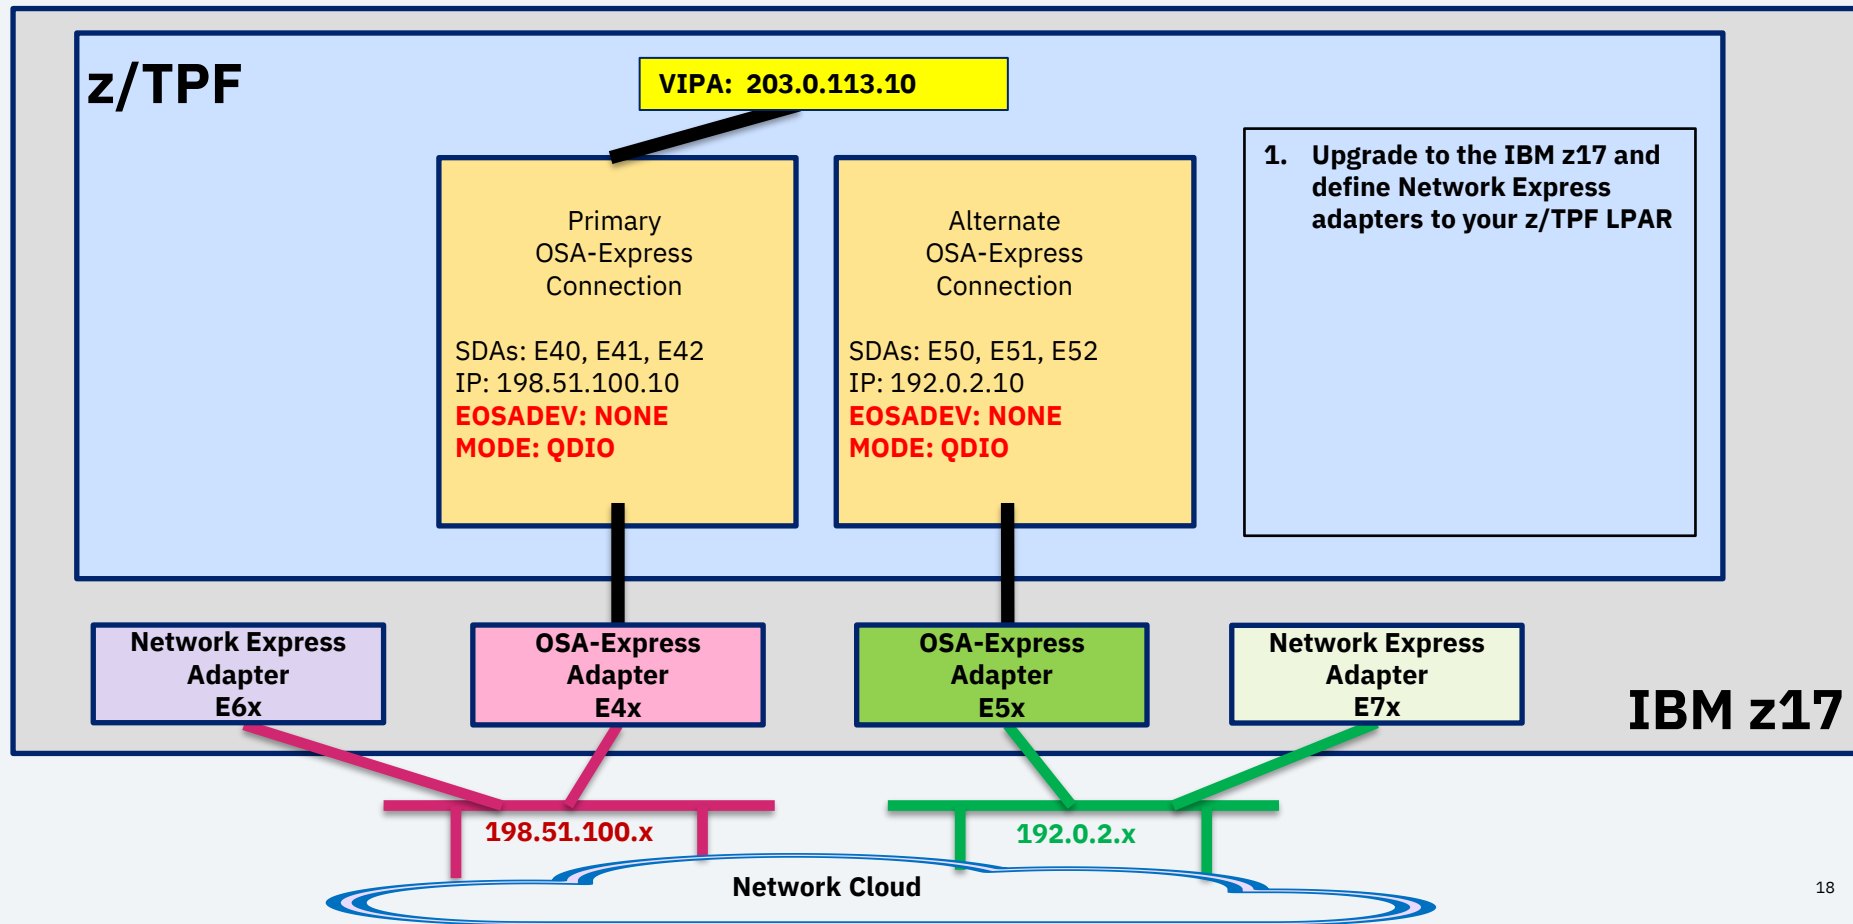 z/TPF
VIPA: 203.0.113.10
Primary
OSA-Express
Connection
SDAs: E40, E41, E42
IP: 198.51.100.10
EOSADEV: NONE
MODE: QDIO
Alternate
OSA-Express
Connection
SDAs: E50, E51, E52
IP: 192.0.2.10
EOSADEV: NONE
MODE: QDIO
1. Upgrade to the IBM z17 and
define Network Express
adapters to your z/TPF LPAR
Network Express
Adapter
E6x
OSA-Express
Adapter
E4x
OSA-Express
Adapter
E5x
Network Express
Adapter
E7x
IBM z17
198.51.100.x
192.0.2.x
Network Cloud
18